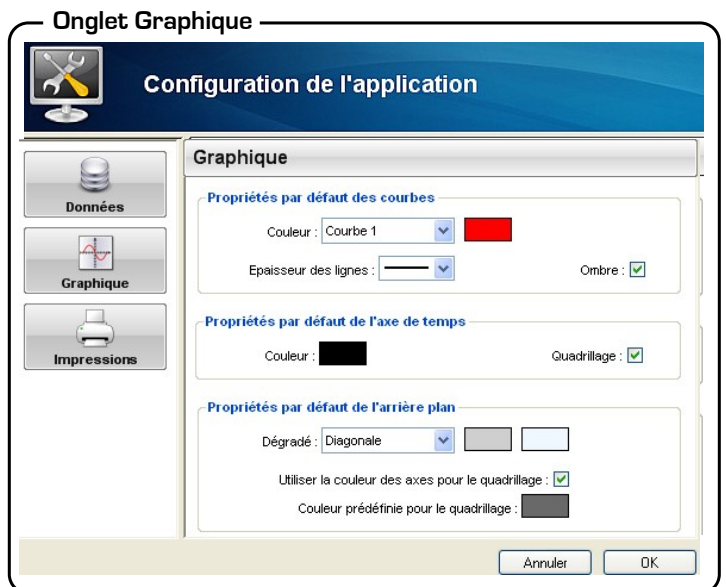 Onglet Graphique
Configuration de l'application
Données
Graphique
Impressions
Graphique
Propriétés par défaut des courbes
Couleur : Courbe 1
Epaisseur des lignes :
Ombre :
Propriétés par défaut de l'axe de temps
Couleur :
Quadrillage :
Propriétés par défaut de l'arrière plan
Dégradé : Diagonale
Utiliser la couleur des axes pour le quadrillage :
Couleur prédéfinie pour le quadrillage :
Annuler
OK